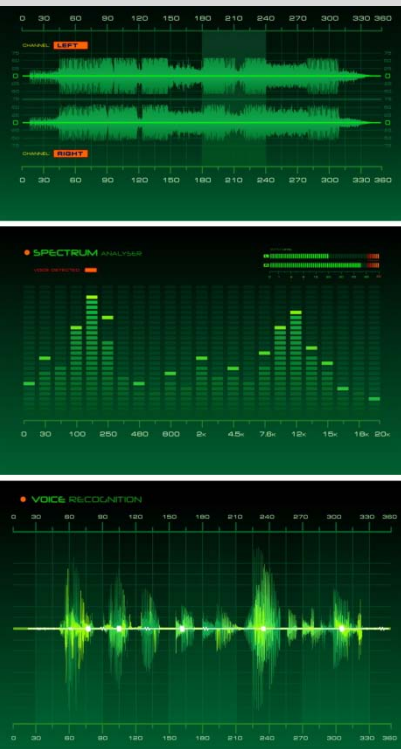 0 30 60 90 120 150 180 210 240 270 300 330 360
CHANNEL: LEFT
CHANNEL: RIGHT
0 30 60 90 120 150 180 210 240 270 300 330 360
SPECTRUM ANALYSER
0 30 100 250 460 600 2K 4.5K 7.6K 12K 15K 18K 20K
VOICE RECOGNITION
0 30 60 90 120 150 180 210 240 270 300 330 360
0 30 60 90 120 150 180 210 240 270 300 330 360